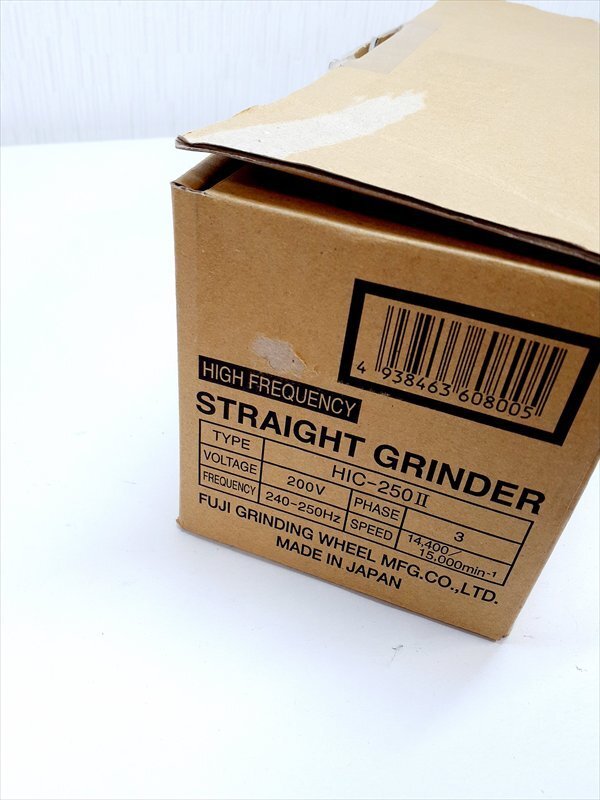 4 938463 608005
HIGH FREQUENCY
STRAIGHT GRINDER
TYPE HIC-250II
VOLTAGE 200V PHASE 3
FREQUENCY 240-250Hz SPEED 14,400/15,000min⁻¹
FUJI GRINDING WHEEL MFG.CO.,LTD.
MADE IN JAPAN